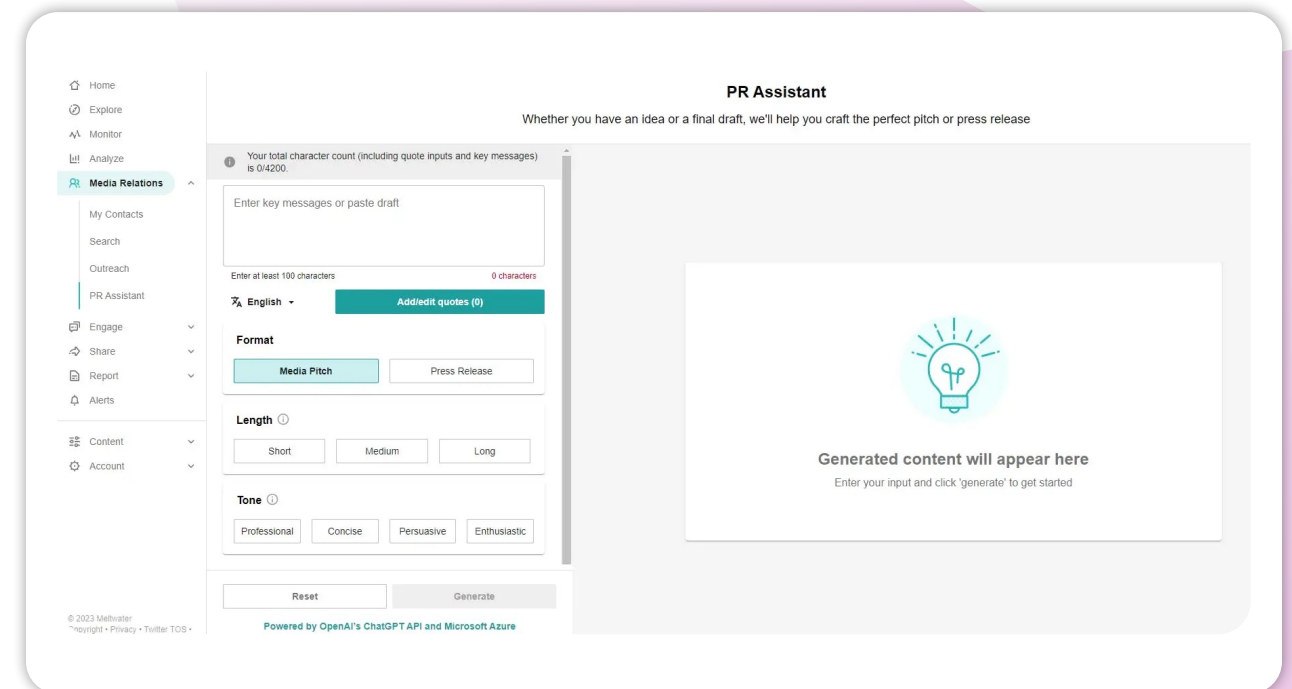 Home
Explore
Monitor
Analyze
Media Relations
My Contacts
Search
Outreach
PR Assistant
Engage
Share
Report
Alerts
Content
Account
© 2023 Meltwater
Copyright • Privacy • Twitter TOS •
PR Assistant
Whether you have an idea or a final draft, we'll help you craft the perfect pitch or press release
Your total character count (including quote inputs and key messages)
is 0/4200.
Enter key messages or paste draft
Enter at least 100 characters 0 characters
English Add/edit quotes (0)
Format
Media Pitch Press Release
Length
Short Medium Long
Tone
Professional Concise Persuasive Enthusiastic
Reset Generate
Powered by OpenAI's ChatGPT API and Microsoft Azure
Generated content will appear here
Enter your input and click 'generate' to get started